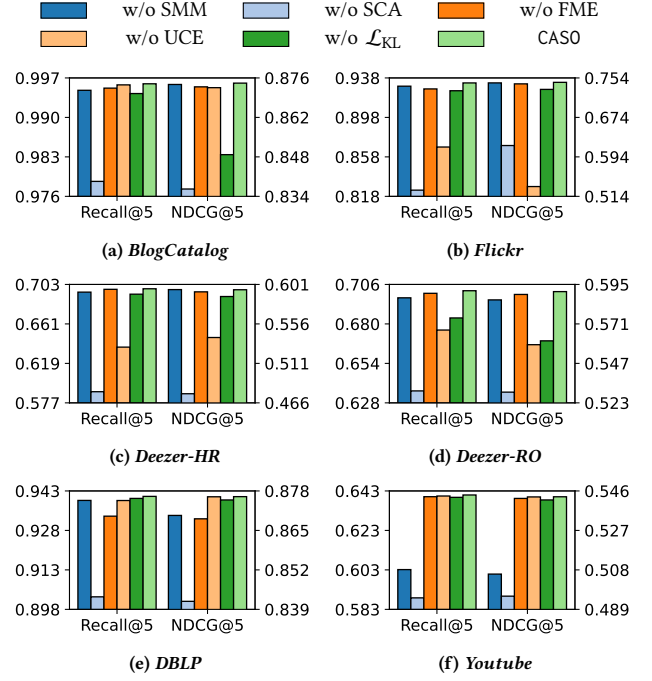 w/o SMM w/o SCA w/o FME
w/o UCE w/o 𝓛KL CASO
0.997 0.876 0.938 0.754
0.990 0.862 0.898 0.674
0.983 0.848 0.858 0.594
0.976 0.834 0.818 0.514
Recall@5 NDCG@5 Recall@5 NDCG@5
(a) BlogCatalog (b) Flickr
0.703 0.601 0.706 0.595
0.661 0.556 0.680 0.571
0.619 0.511 0.654 0.547
0.577 0.466 0.628 0.523
Recall@5 NDCG@5 Recall@5 NDCG@5
(c) Deezer-HR (d) Deezer-RO
0.943 0.878 0.643 0.546
0.928 0.865 0.623 0.527
0.913 0.852 0.603 0.508
0.898 0.839 0.583 0.489
Recall@5 NDCG@5 Recall@5 NDCG@5
(e) DBLP (f) Youtube